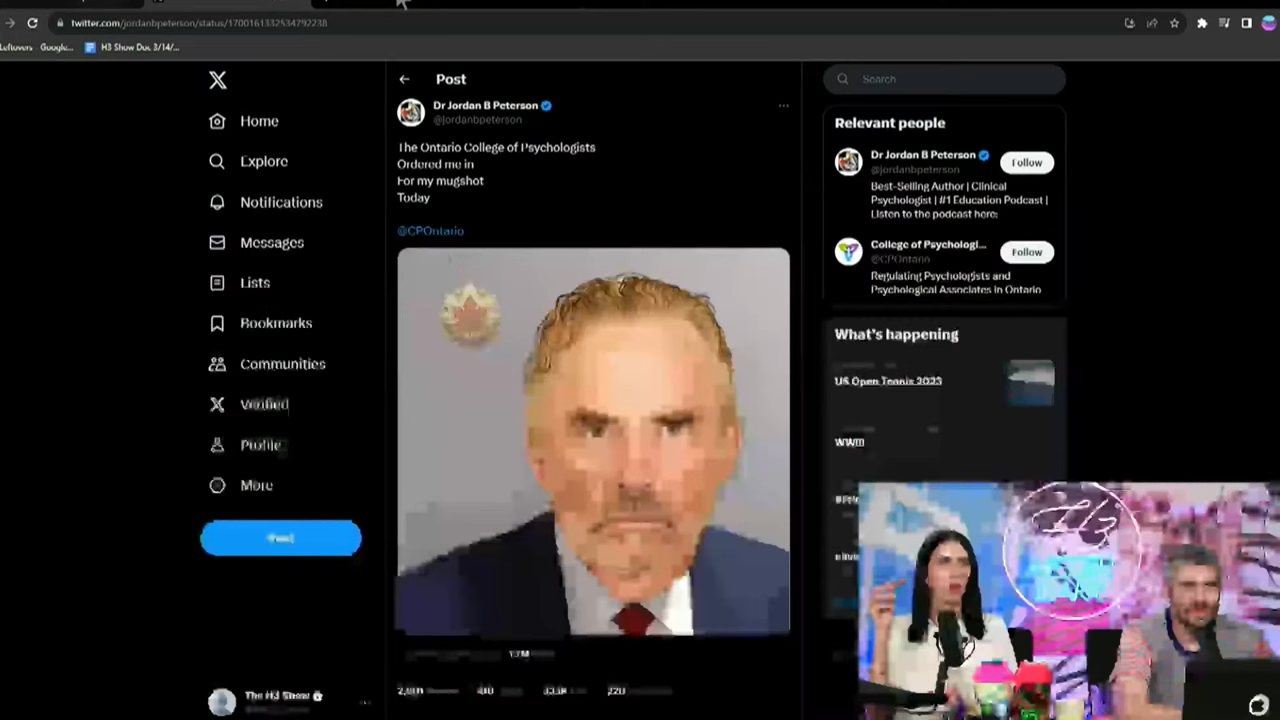 twitter.com/jordanbpeterson/status/1700161332534792238
Leftovers
Google...
H3 Show Doc 3/14/...
Post
Search
Dr Jordan B Peterson
@jordanbpeterson
The Ontario College of Psychologists
Ordered me in
For my mugshot
Today
@CPOntario
Home
Explore
Notifications
Messages
Lists
Bookmarks
Communities
Verified
Profile
More
Post
The H3 Show
Relevant people
Dr Jordan B Peterson
@jordanbpeterson
Follow
Best-Selling Author | Clinical
Psychologist | #1 Education Podcast |
Listen to the podcast here:
College of Psychologi...
@CPOntario
Follow
Regulating Psychologists and
Psychological Associates in Ontario
What's happening
US Open Tennis 2023
H3